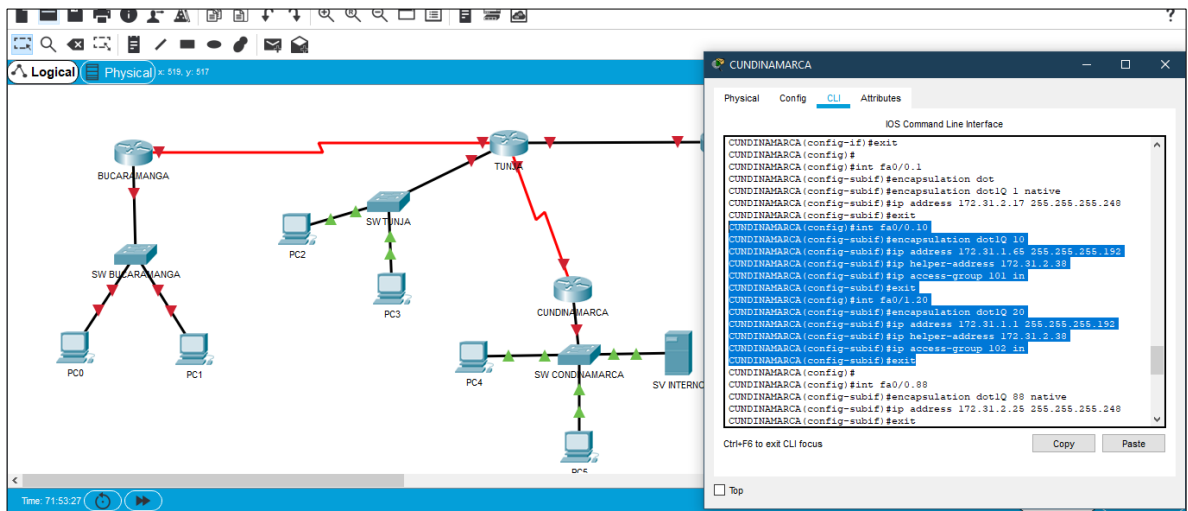 ?
Logical
Physical
x: 519, y: 517
BUCARAMANGA
TUNJA
SW TUNJA
PC2
SW BUCARAMANGA
PC3
CUNDINAMARCA
PC0
PC1
PC4
SW CONDINAMARCA
SV INTERNO
PC5
Time: 71:53:27
CUNDINAMARCA
Physical Config CLI Attributes
IOS Command Line Interface
CUNDINAMARCA(config-if)#exit
CUNDINAMARCA(config)#
CUNDINAMARCA(config)#int fa0/0.1
CUNDINAMARCA(config-subif)#encapsulation dot
CUNDINAMARCA(config-subif)#encapsulation dot1Q 1 native
CUNDINAMARCA(config-subif)#ip address 172.31.2.17 255.255.255.248
CUNDINAMARCA(config-subif)#exit
CUNDINAMARCA(config)#int fa0/0.10
CUNDINAMARCA(config-subif)#encapsulation dot1Q 10
CUNDINAMARCA(config-subif)#ip address 172.31.1.65 255.255.255.192
CUNDINAMARCA(config-subif)#ip helper-address 172.31.2.38
CUNDINAMARCA(config-subif)#ip access-group 101 in
CUNDINAMARCA(config-subif)#exit
CUNDINAMARCA(config)#int fa0/1.20
CUNDINAMARCA(config-subif)#encapsulation dot1Q 20
CUNDINAMARCA(config-subif)#ip address 172.31.1.1 255.255.255.192
CUNDINAMARCA(config-subif)#ip helper-address 172.31.2.38
CUNDINAMARCA(config-subif)#ip access-group 102 in
CUNDINAMARCA(config-subif)#exit
CUNDINAMARCA(config)#
CUNDINAMARCA(config)#int fa0/0.88
CUNDINAMARCA(config-subif)#encapsulation dot1Q 88 native
CUNDINAMARCA(config-subif)#ip address 172.31.2.25 255.255.255.248
CUNDINAMARCA(config-subif)#exit
Ctrl+F6 to exit CLI focus
Copy
Paste
Top